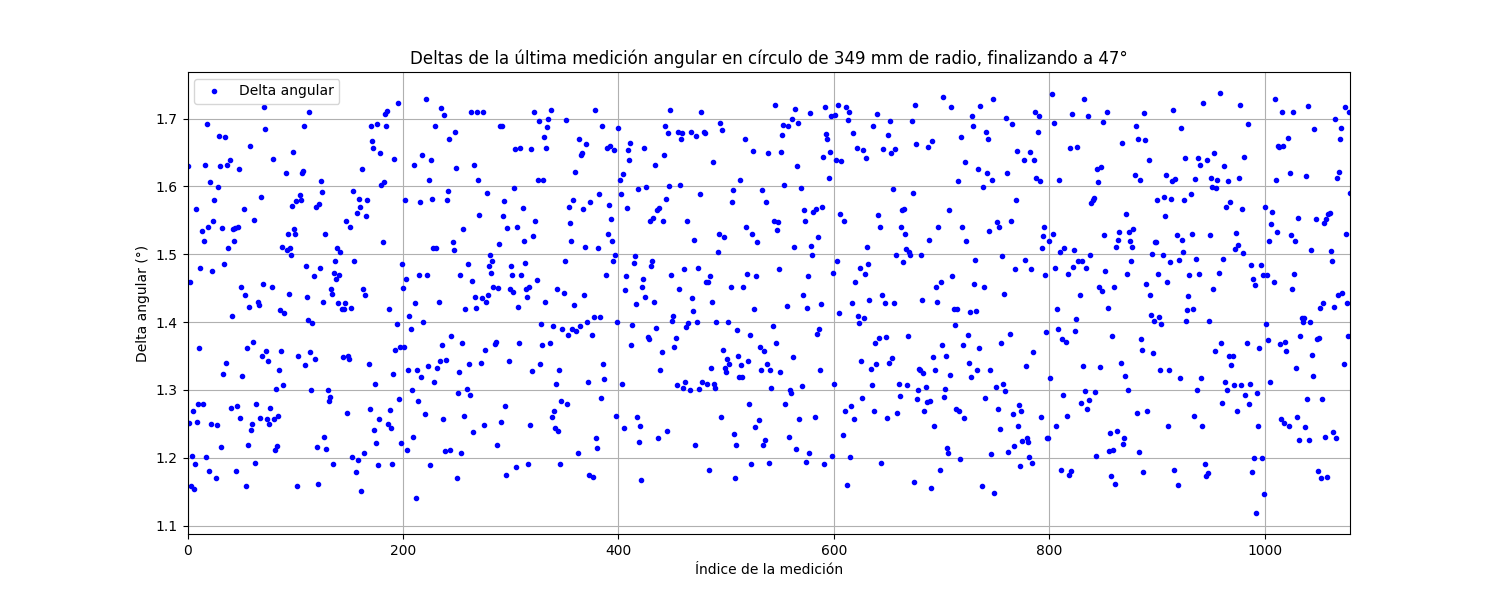 Deltas de la última medición angular en círculo de 349 mm de radio, finalizando a 47°
Delta angular
Delta angular (°)
1.7
1.6
1.5
1.4
1.3
1.2
1.1
0 200 400 600 800 1000
Índice de la medición